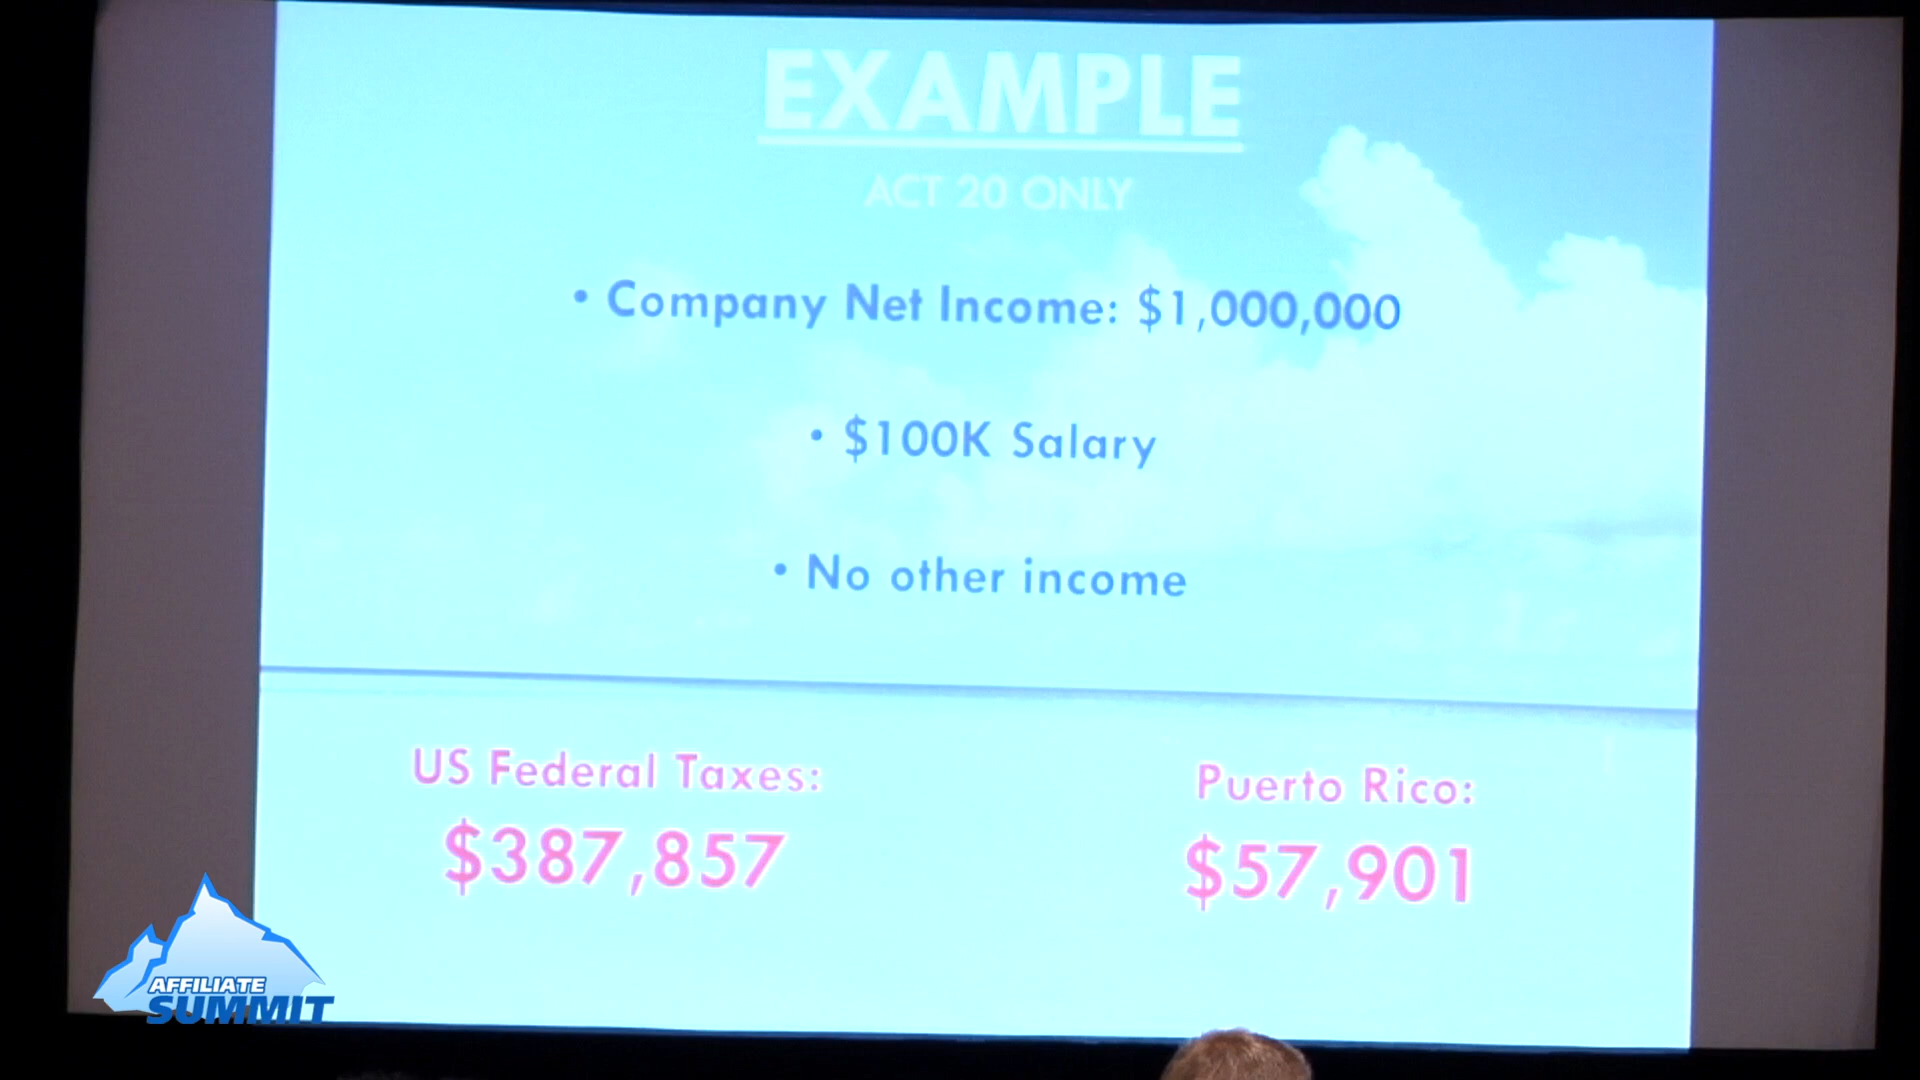 EXAMPLE
ACT 20 ONLY
• Company Net Income: $1,000,000
• $100K Salary
• No other income
US Federal Taxes:
$387,857
Puerto Rico:
$57,901
AFFILIATE
SUMMIT